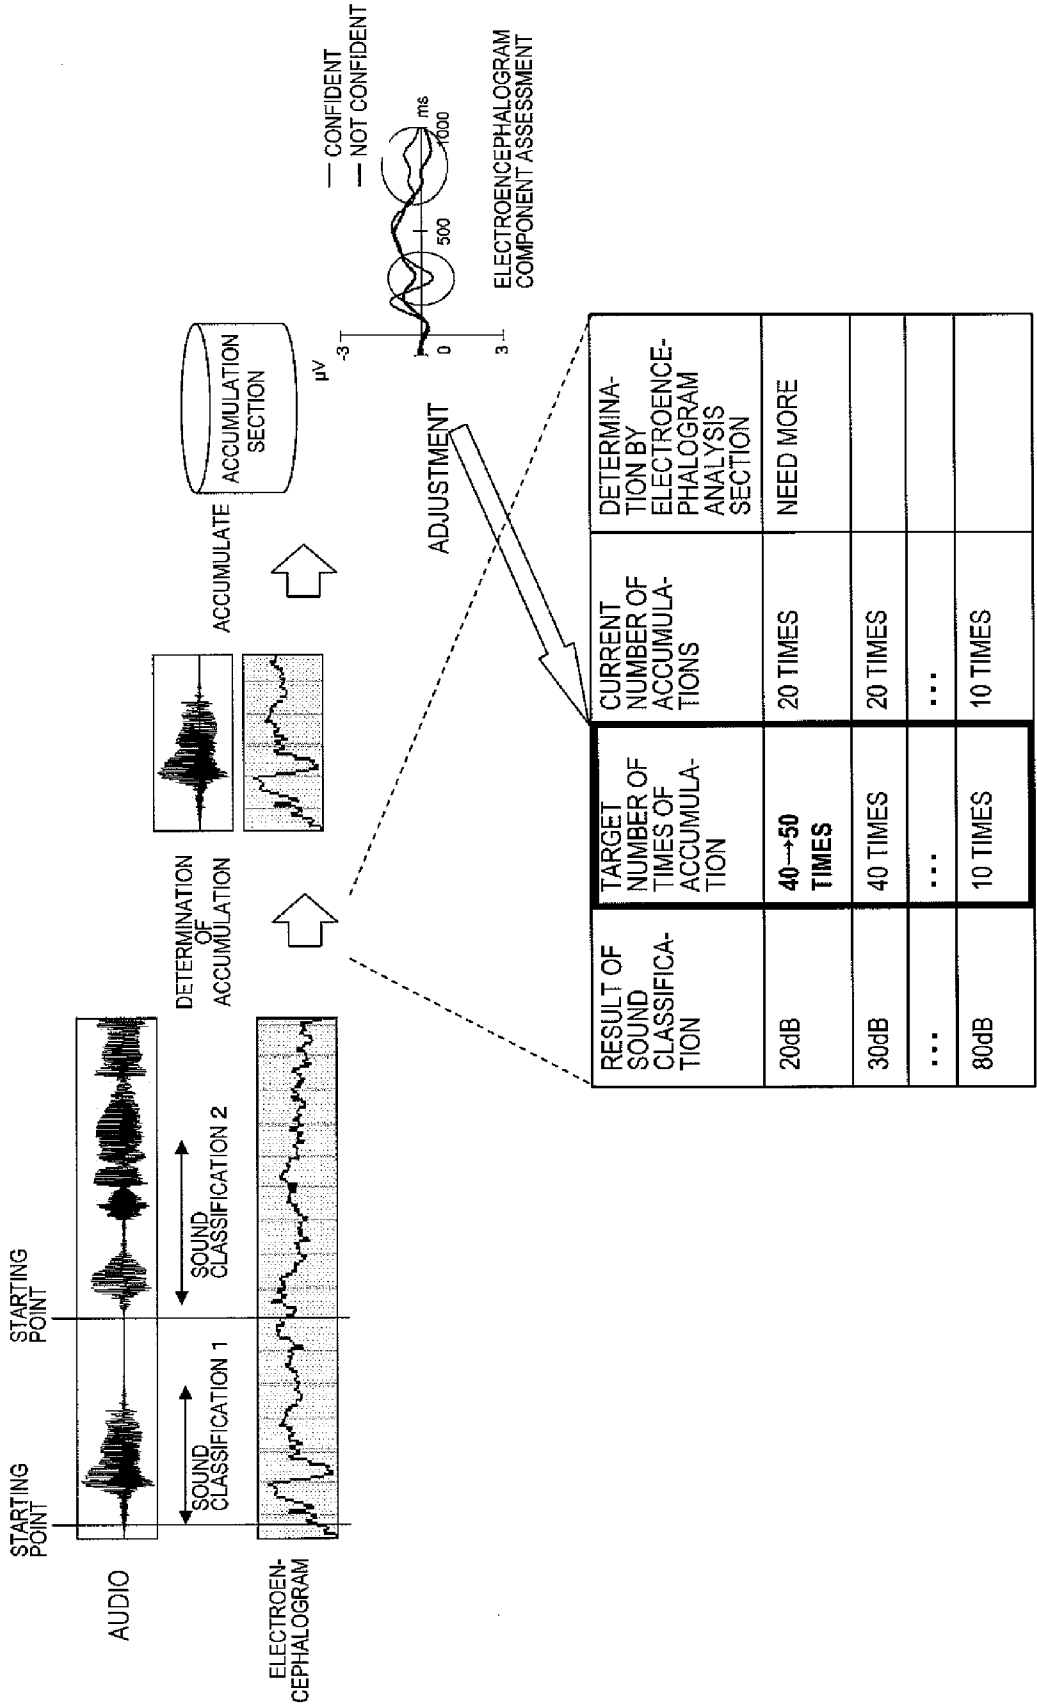 STARTING
POINT
STARTING
POINT
AUDIO
SOUND
CLASSIFICATION 1
SOUND
CLASSIFICATION 2
ELECTROEN-
CEPHALOGRAM
DETERMINATION
OF
ACCUMULATION
ACCUMULATE
ACCUMULATION
SECTION
CONFIDENT
NOT CONFIDENT
μV
-3
0
3
500
1000
ms
ELECTROENCEPHALOGRAM
COMPONENT ASSESSMENT
ADJUSTMENT
RESULT OF
SOUND
CLASSIFICA-
TION
TARGET
NUMBER OF
TIMES OF
ACCUMULA-
TION
CURRENT
NUMBER OF
ACCUMULA-
TIONS
DETERMINA-
TION BY
ELECTROENCE-
PHALOGRAM
ANALYSIS
SECTION
20dB
40→50
TIMES
20 TIMES
NEED MORE
30dB
40 TIMES
20 TIMES
...
...
...
80dB
10 TIMES
10 TIMES